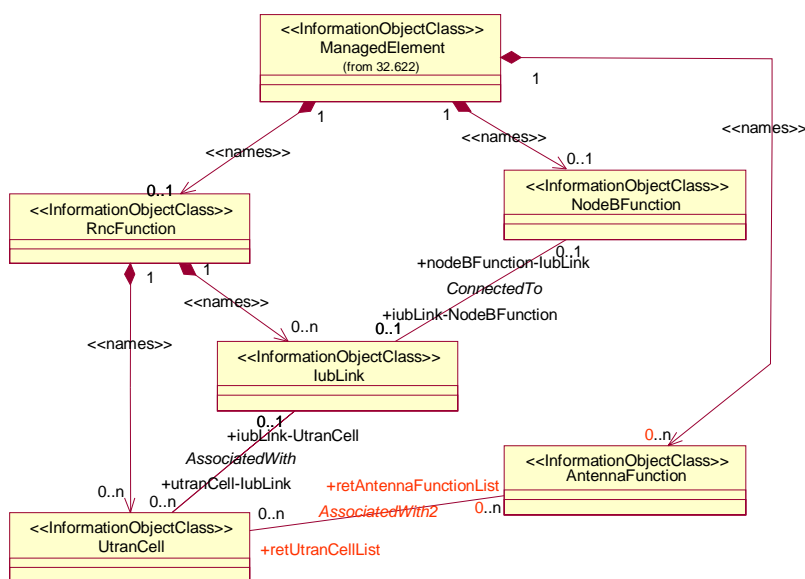 <<InformationObjectClass>>
ManagedElement
(from 32.622)
1
1
1
<<names>>
<<names>>
<<names>>
0..1
0..1
<<InformationObjectClass>>
RncFunction
<<InformationObjectClass>>
NodeBFunction
1
1
0..1
+nodeBFunction-IubLink
ConnectedTo
+iubLink-NodeBFunction
<<names>>
0..n
0..1
<<names>>
<<InformationObjectClass>>
IubLink
0..1
+iubLink-UtranCell
AssociatedWith
+utranCell-IubLink
0..n
0..n
0..n
<<InformationObjectClass>>
AntennaFunction
+retAntennaFunctionList
0..n
AssociatedWith2
0..n
+retUtranCellList
<<InformationObjectClass>>
UtranCell